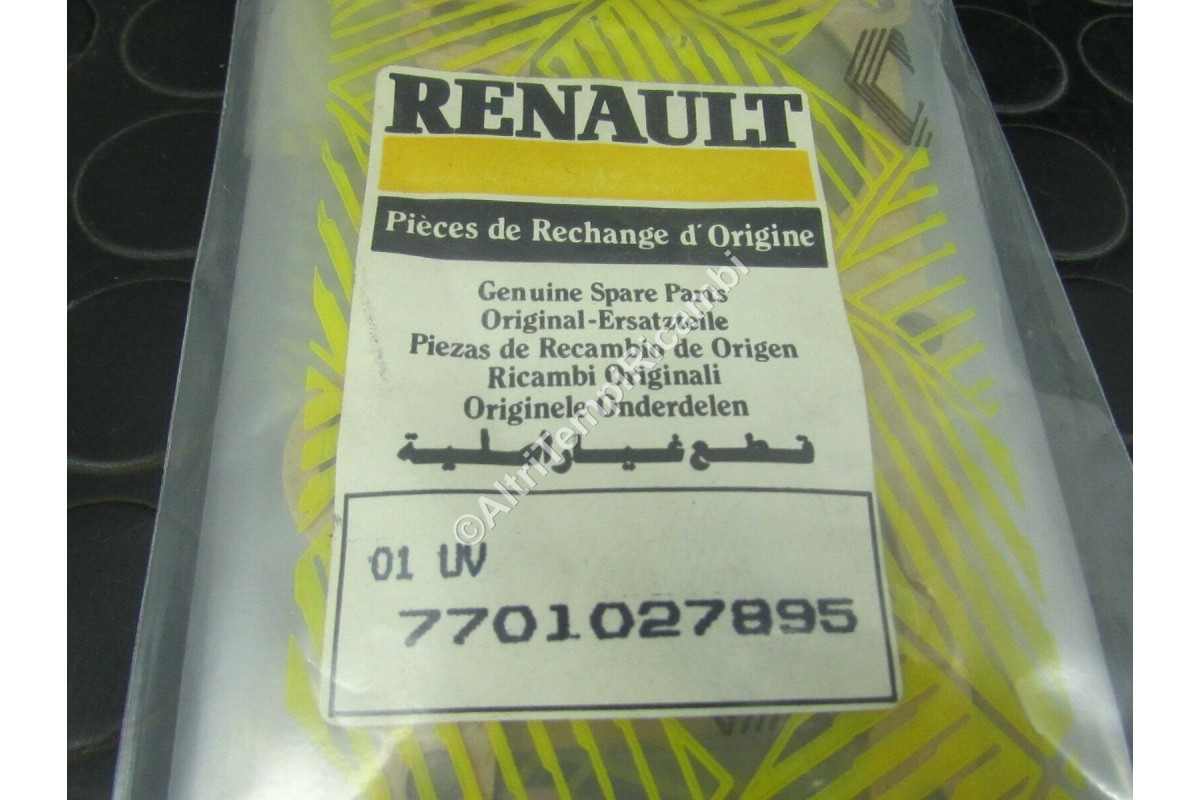 RENAULT
Pièces de Rechange d'Origine
Genuine Spare Parts
Original-Ersatzteile
Piezas de Recambio de Origen
Ricambi Originali
Originele Onderdelen
قطع غيار أصلية
©AltriTempiRicambi
01 UV
7701027895